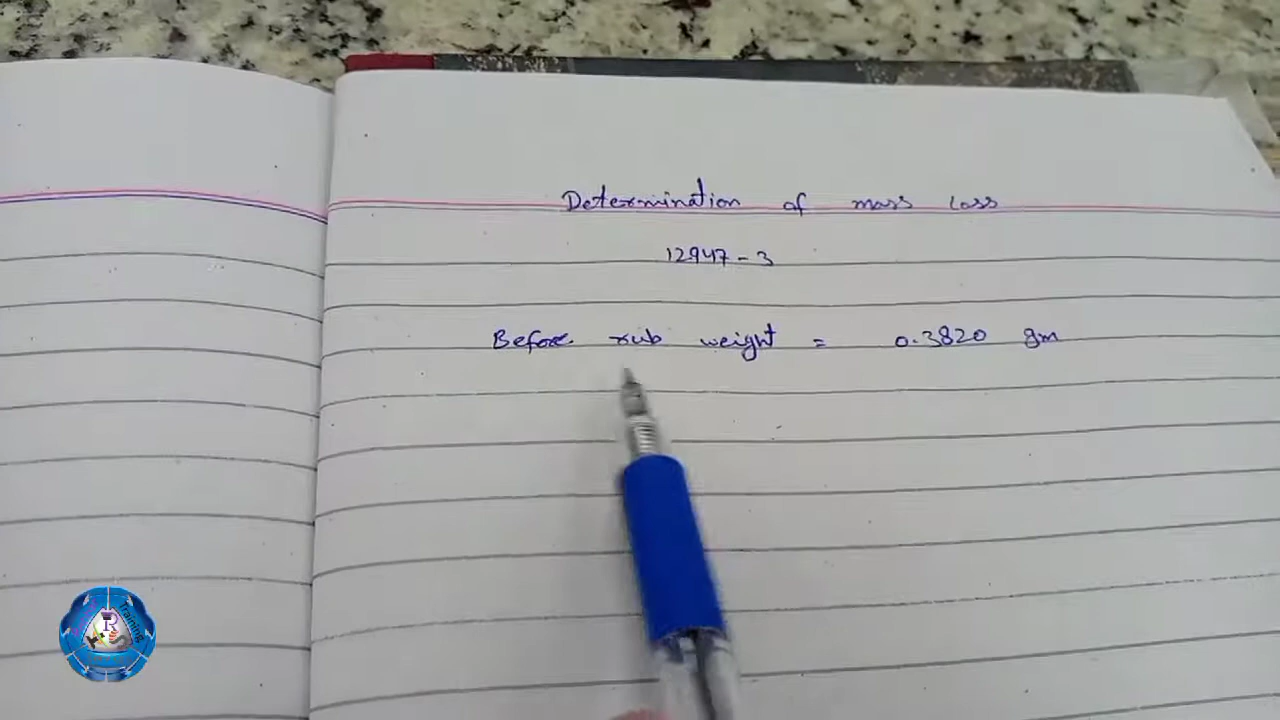 Determination of mass loss
12947-3
Before rub weight = 0.3820 gm